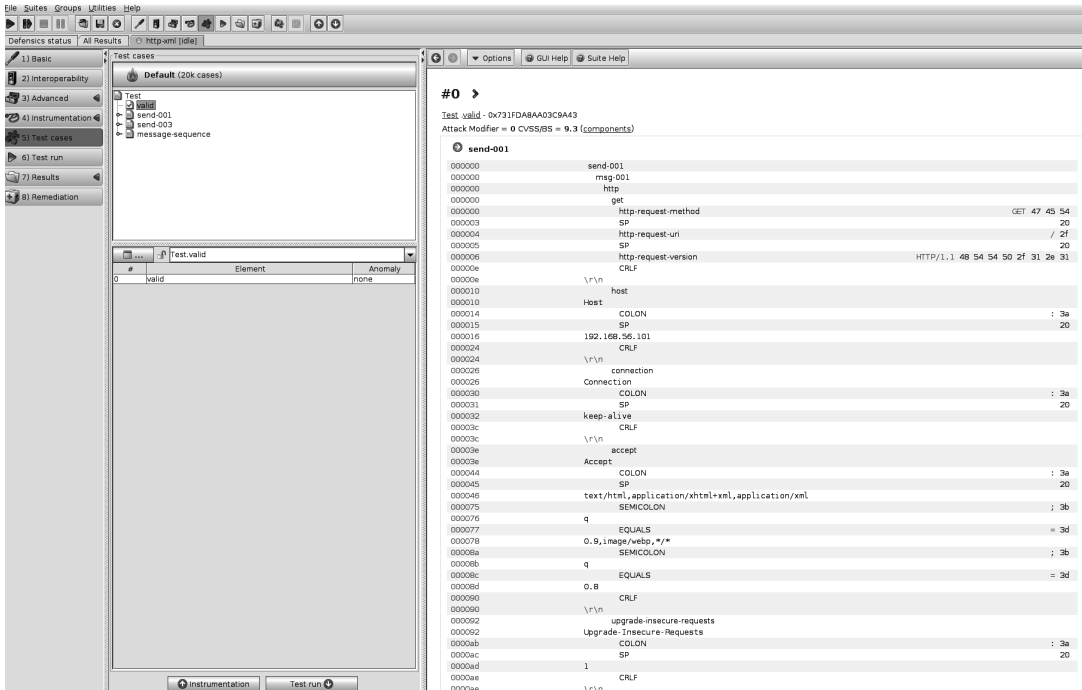 File Suites Groups Utilities Help
Defensics status All Results http-xml [idle]
1) Basic
2) Interoperability
3) Advanced
4) Instrumentation
5) Test cases
6) Test run
7) Results
8) Remediation
Test cases
Default (20k cases)
Test
valid
send-001
send-003
message-sequence
... Test.valid
# Element Anomaly
0 valid none
Instrumentation Test run
Options GUI Help Suite Help
#0
Test .valid - 0x731FDA8AA03C9A43
Attack Modifier = 0 CVSS/BS = 9.3 (components)
send-001
000000 send-001
000000 msg-001
000000 http
000000 get
000000 http-request-method GET 47 45 54
000003 SP 20
000004 http-request-uri / 2f
000005 SP 20
000006 http-request-version HTTP/1.1 48 54 54 50 2f 31 2e 31
00000e CRLF
00000e \r\n
000010 host
000010 Host
000014 COLON : 3a
000015 SP 20
000016 192.168.56.101
000024 CRLF
000024 \r\n
000026 connection
000026 Connection
000030 COLON : 3a
000031 SP 20
000032 keep-alive
00003c CRLF
00003c \r\n
00003e accept
00003e Accept
000044 COLON : 3a
000045 SP 20
000046 text/html,application/xhtml+xml,application/xml
000075 SEMICOLON ; 3b
000076 q
000077 EQUALS = 3d
000078 0.9,image/webp,*/*
00008a SEMICOLON ; 3b
00008b q
00008c EQUALS = 3d
00008d 0.8
000090 CRLF
000090 \r\n
000092 upgrade-insecure-requests
000092 Upgrade-Insecure-Requests
0000ab COLON : 3a
0000ac SP 20
0000ad 1
0000ae CRLF
0000ae \r\n